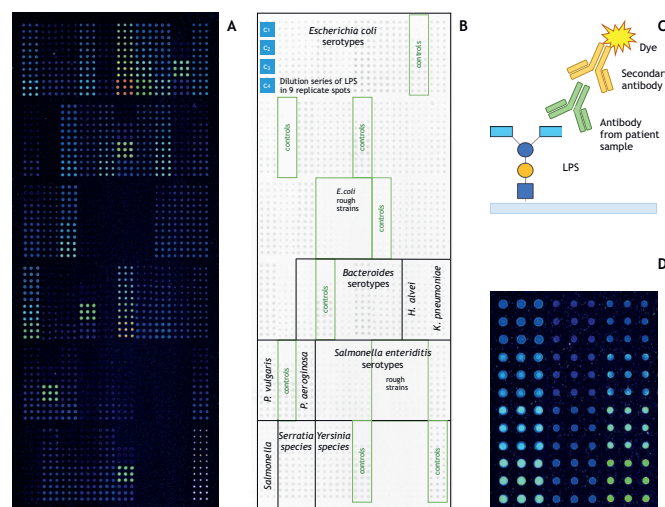 A
C1
C2
C3
C4
Escherichia coli
serotypes
Dilution series of LPS
in 9 replicate spots
controls
controls
controls
E.coli
rough
strains
controls
controls
Bacteroides
serotypes
H. alvei
K. pneumoniae
P. vulgaris
controls
P. aeroginosa
Salmonella enteriditis
serotypes
rough
strains
controls
Salmonella
Serratia
species
Yersinia
species
controls
controls
B
C
Dye
Secondary
antibody
Antibody
from patient
sample
LPS
D